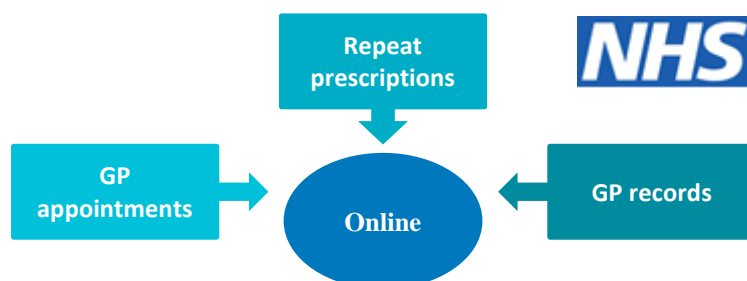 Repeat
prescriptions
NHS
GP
appointments
Online
GP records